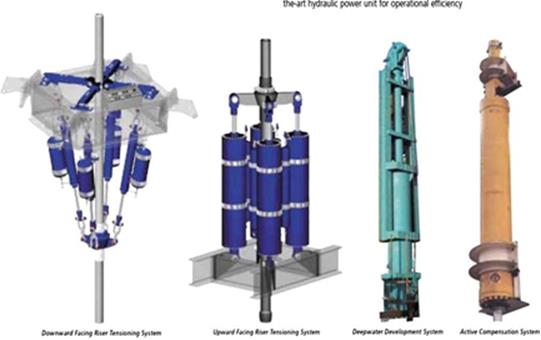 the-art hydraulic power unit for operational efficiency
Downward Facing Riser Tensioning System
Upward Facing Riser Tensioning System
Deepwater Development System
Active Compensation System